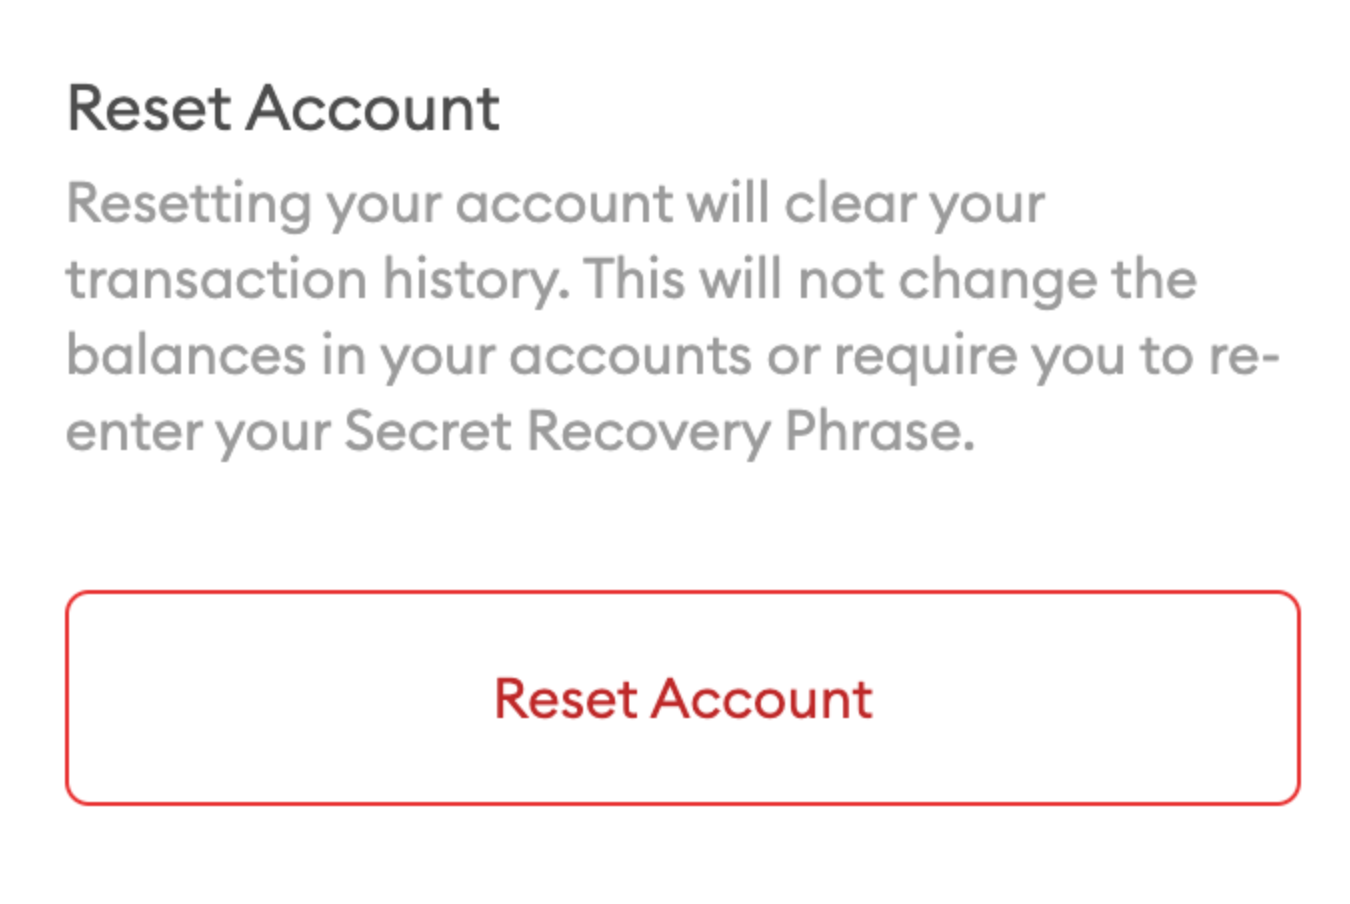 Reset Account
Resetting your account will clear your
transaction history. This will not change the
balances in your accounts or require you to re-
enter your Secret Recovery Phrase.
Reset Account